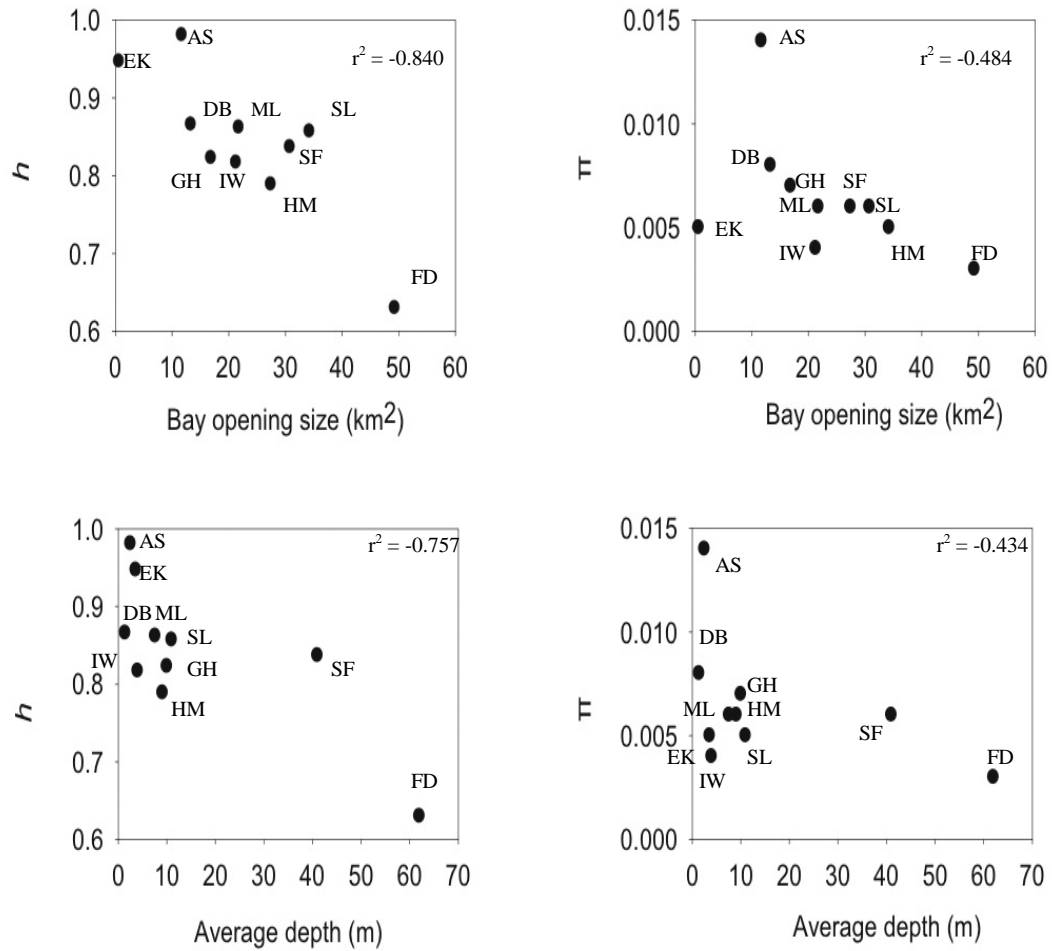 1.0
0.9
0.8
0.7
0.6
h
AS
EK
r² = -0.840
DB ML SL
SF
GH IW
HM
FD
0 10 20 30 40 50 60
Bay opening size (km²)
0.015
0.010
0.005
0.000
π
AS
r² = -0.484
DB
GH SF
ML SL
EK
IW HM FD
0 10 20 30 40 50 60
Bay opening size (km²)
1.0
0.9
0.8
0.7
0.6
h
AS
r² = -0.757
EK
DB ML
SL
IW
GH
SF
HM
FD
0 10 20 30 40 50 60 70
Average depth (m)
0.015
0.010
0.005
0.000
π
r² = -0.434
AS
DB
GH
ML HM
SF
EK SL FD
IW
0 10 20 30 40 50 60 70
Average depth (m)